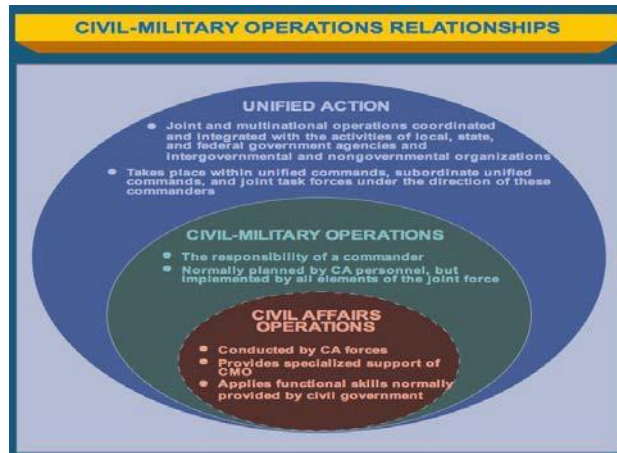 CIVIL-MILITARY OPERATIONS RELATIONSHIPS
UNIFIED ACTION
● Joint and multinational operations coordinated
and integrated with the activities of local, state,
and federal government agencies and
intergovernmental and nongovernmental organizations
● Takes place within unified commands, subordinate unified
commands, and joint task forces under the direction of these
commanders
CIVIL-MILITARY OPERATIONS
● The responsibility of a commander
● Normally planned by CA personnel, but
implemented by all elements of the joint force
CIVIL AFFAIRS
OPERATIONS
● Conducted by CA forces
● Provides specialized support of
CMO
● Applies functional skills normally
provided by civil government